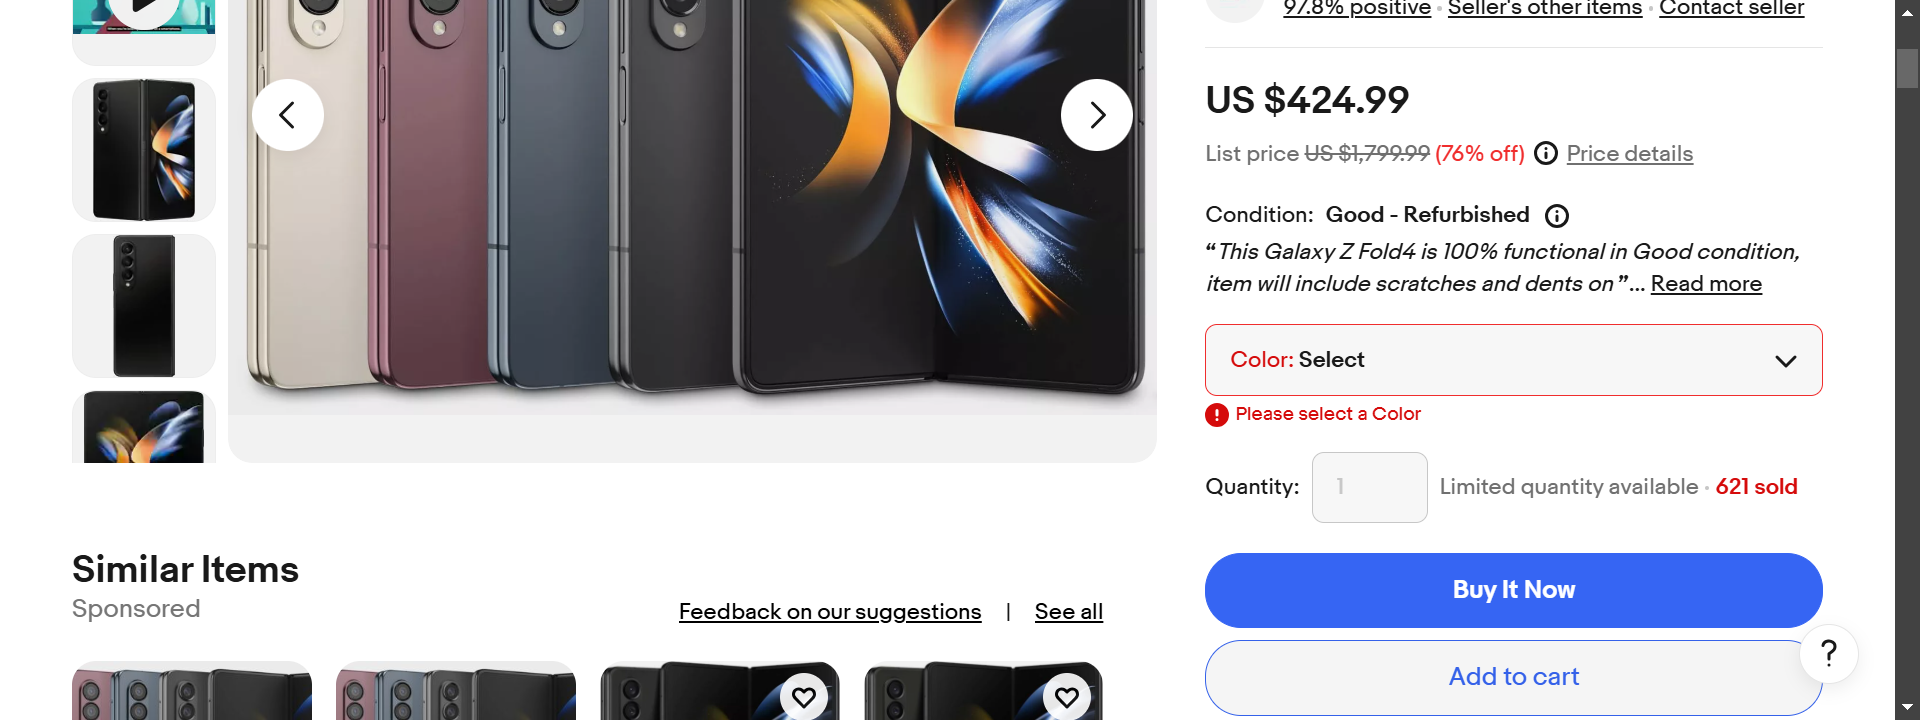 97.8% positive · Seller's other items · Contact seller
US $424.99
List price US $1,799.99 (76% off) Price details
Condition: Good - Refurbished
“This Galaxy Z Fold4 is 100% functional in Good condition,
item will include scratches and dents on”... Read more
Color: Select
Please select a Color
Quantity: 1 Limited quantity available · 621 sold
Buy It Now
Add to cart
?
Similar Items
Sponsored
Feedback on our suggestions | See all